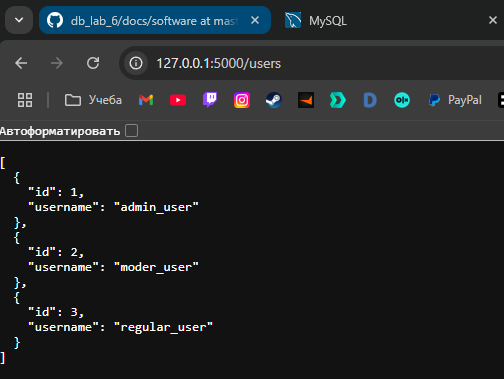 db_lab_6/docs/software at mast
MySQL
127.0.0.1:5000/users
Учеба
PayPal
Автоформатировать
[
  {
    "id": 1,
    "username": "admin_user"
  },
  {
    "id": 2,
    "username": "moder_user"
  },
  {
    "id": 3,
    "username": "regular_user"
  }
]